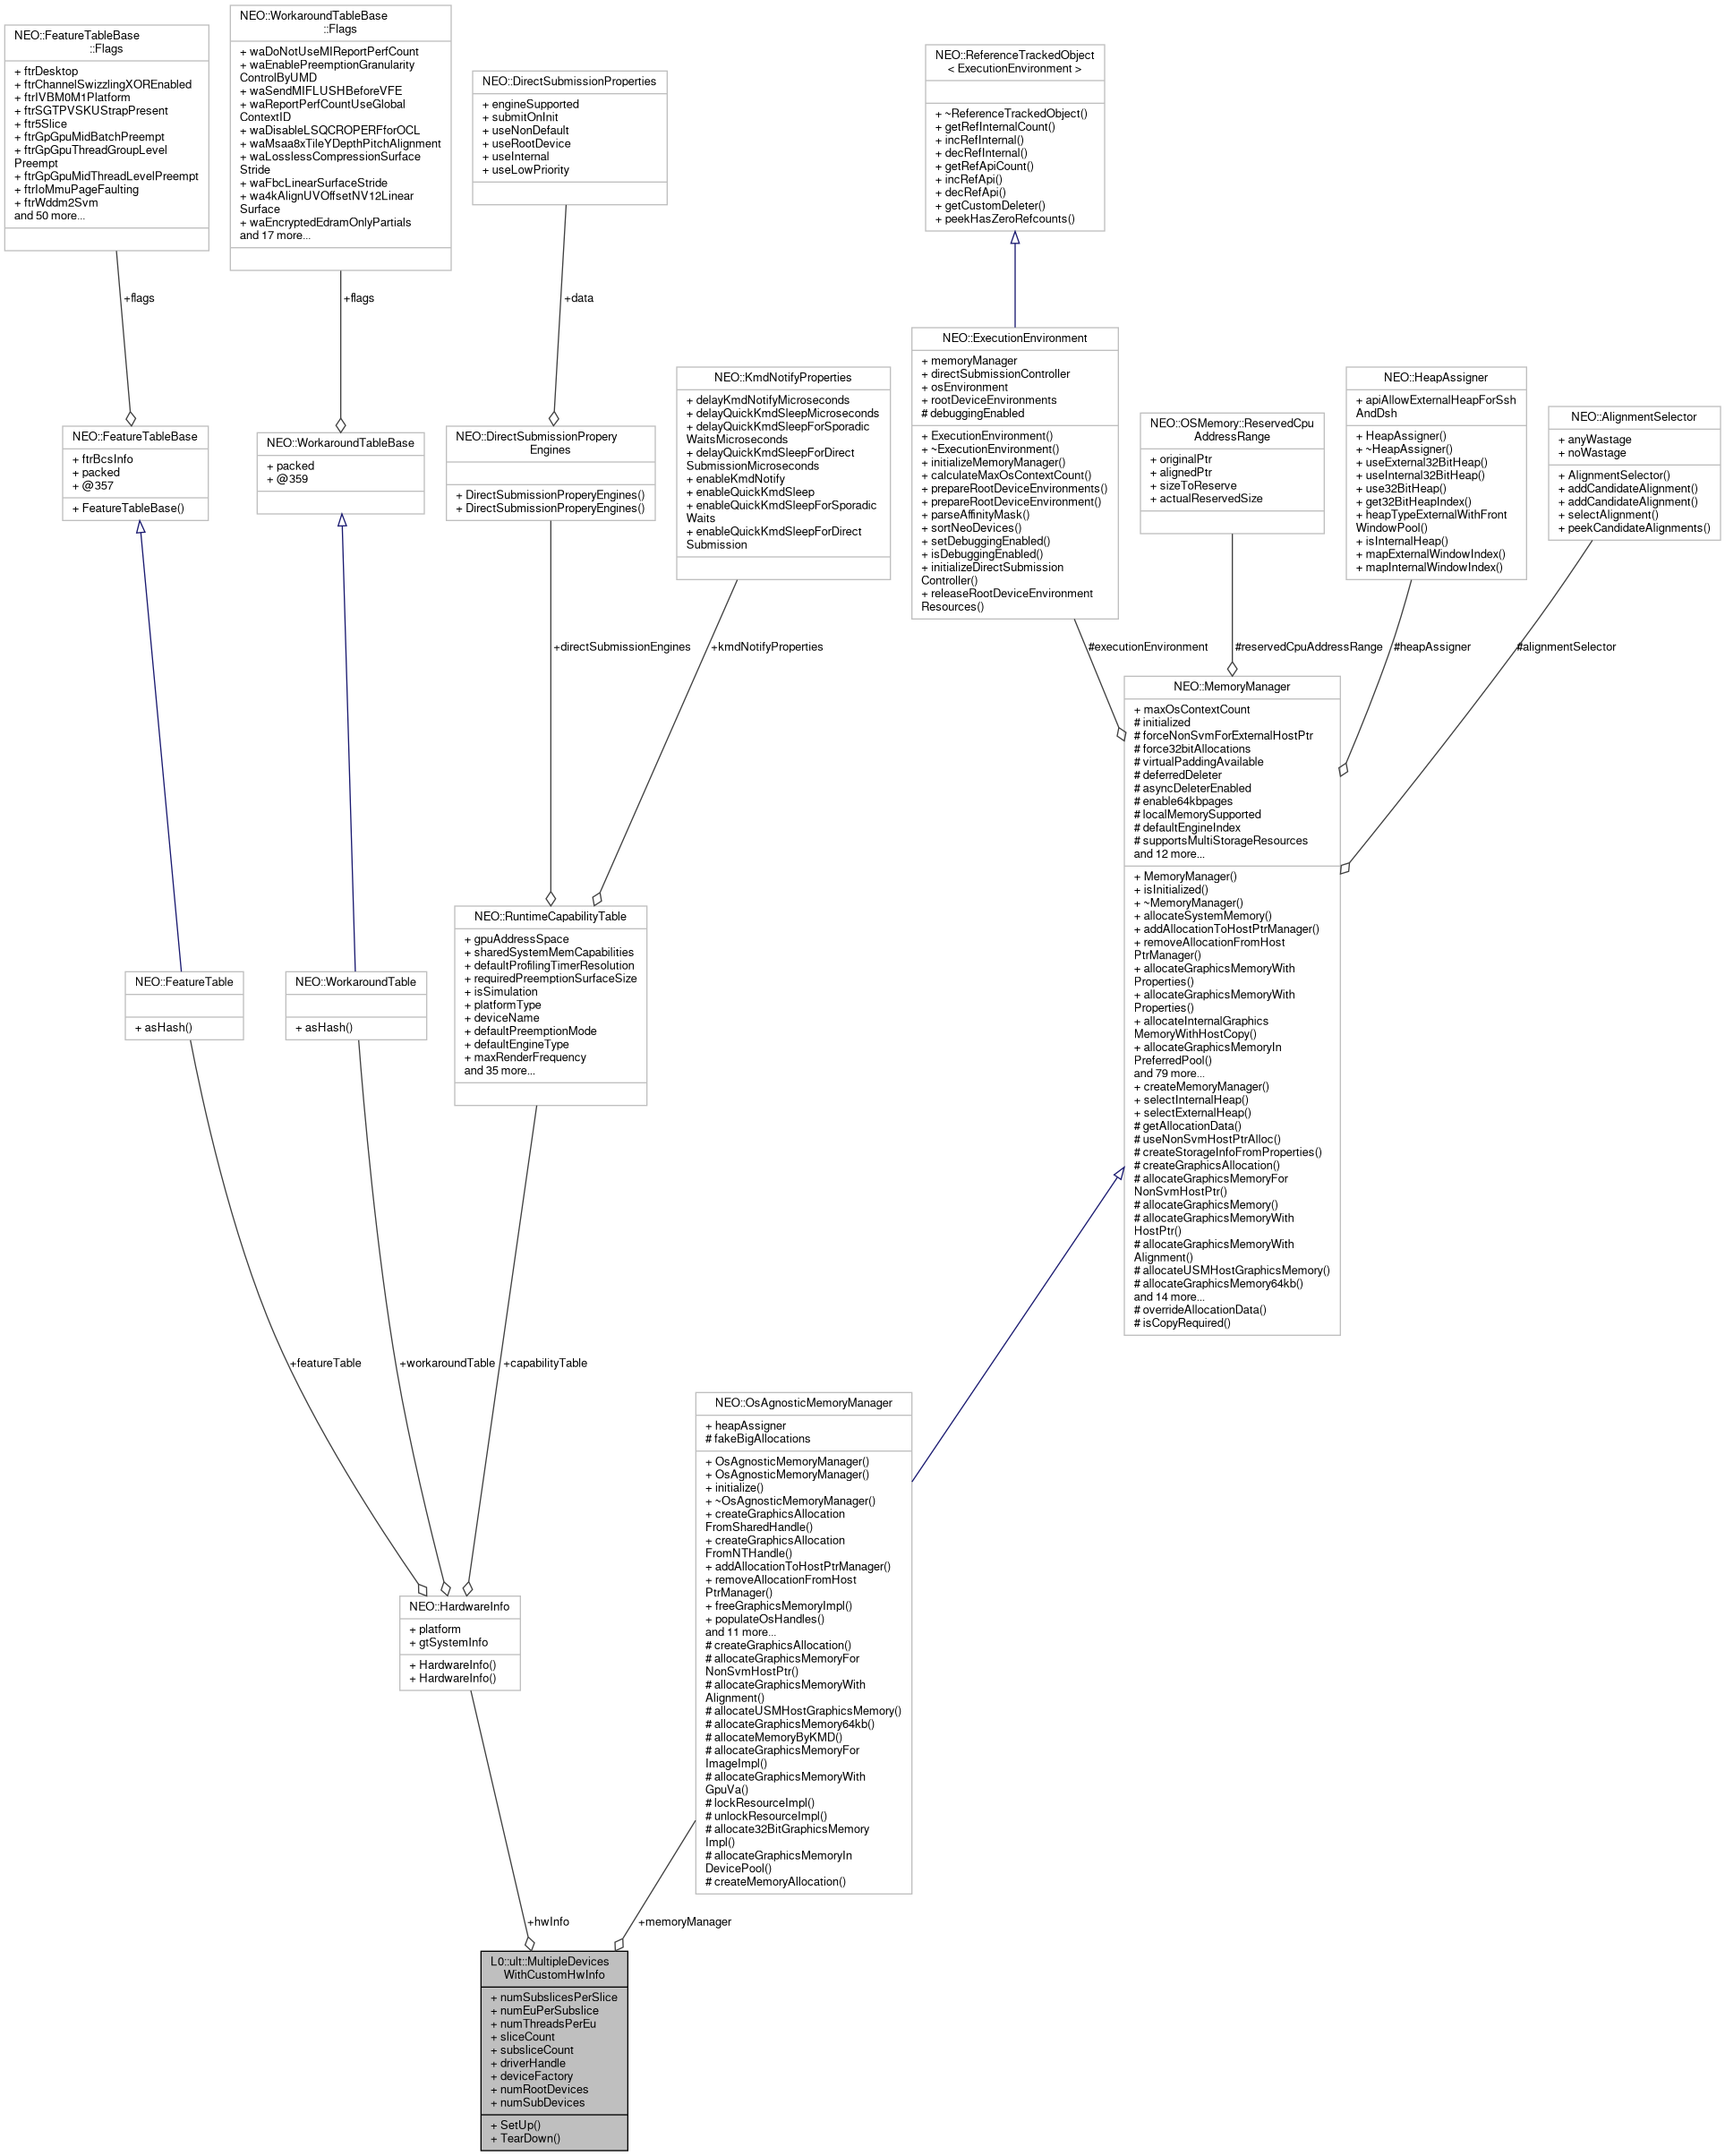 NEO::FeatureTableBase
::Flags
+ ftrDesktop
+ ftrChannelSwizzlingXOREnabled
+ ftrIVBM0M1Platform
+ ftrSGTPVSKUStrapPresent
+ ftr5Slice
+ ftrGpGpuMidBatchPreempt
+ ftrGpGpuThreadGroupLevel
Preempt
+ ftrGpGpuMidThreadLevelPreempt
+ ftrIoMmuPageFaulting
+ ftrWddm2Svm
and 50 more...
NEO::WorkaroundTableBase
::Flags
+ waDoNotUseMIReportPerfCount
+ waEnablePreemptionGranularity
ControlByUMD
+ waSendMIFLUSHBeforeVFE
+ waReportPerfCountUseGlobal
ContextID
+ waDisableLSQCROPERFforOCL
+ waMsaa8xTileYDepthPitchAlignment
+ waLosslessCompressionSurface
Stride
+ waFbcLinearSurfaceStride
+ wa4kAlignUVOffsetNV12Linear
Surface
+ waEncryptedEdramOnlyPartials
and 17 more...
NEO::DirectSubmissionProperties
+ engineSupported
+ submitOnInit
+ useNonDefault
+ useRootDevice
+ useInternal
+ useLowPriority
NEO::ReferenceTrackedObject
< ExecutionEnvironment >
+ ~ReferenceTrackedObject()
+ getRefInternalCount()
+ incRefInternal()
+ decRefInternal()
+ getRefApiCount()
+ incRefApi()
+ decRefApi()
+ getCustomDeleter()
+ peekHasZeroRefcounts()
+flags
+flags
+data
NEO::FeatureTableBase
+ ftrBcsInfo
+ packed
+ @357
+ FeatureTableBase()
NEO::WorkaroundTableBase
+ packed
+ @359
NEO::DirectSubmissionPropery
Engines
+ DirectSubmissionProperyEngines()
+ DirectSubmissionProperyEngines()
NEO::KmdNotifyProperties
+ delayKmdNotifyMicroseconds
+ delayQuickKmdSleepMicroseconds
+ delayQuickKmdSleepForSporadic
WaitsMicroseconds
+ delayQuickKmdSleepForDirect
SubmissionMicroseconds
+ enableKmdNotify
+ enableQuickKmdSleep
+ enableQuickKmdSleepForSporadic
Waits
+ enableQuickKmdSleepForDirect
Submission
NEO::ExecutionEnvironment
+ memoryManager
+ directSubmissionController
+ osEnvironment
+ rootDeviceEnvironments
# debuggingEnabled
+ ExecutionEnvironment()
+ ~ExecutionEnvironment()
+ initializeMemoryManager()
+ calculateMaxOsContextCount()
+ prepareRootDeviceEnvironments()
+ prepareRootDeviceEnvironment()
+ parseAffinityMask()
+ sortNeoDevices()
+ setDebuggingEnabled()
+ isDebuggingEnabled()
+ initializeDirectSubmission
Controller()
+ releaseRootDeviceEnvironment
Resources()
NEO::OSMemory::ReservedCpu
AddressRange
+ originalPtr
+ alignedPtr
+ sizeToReserve
+ actualReservedSize
NEO::HeapAssigner
+ apiAllowExternalHeapForSsh
AndDsh
+ HeapAssigner()
+ ~HeapAssigner()
+ useExternal32BitHeap()
+ useInternal32BitHeap()
+ use32BitHeap()
+ get32BitHeapIndex()
+ heapTypeExternalWithFront
WindowPool()
+ isInternalHeap()
+ mapExternalWindowIndex()
+ mapInternalWindowIndex()
NEO::AlignmentSelector
+ anyWastage
+ noWastage
+ AlignmentSelector()
+ addCandidateAlignment()
+ addCandidateAlignment()
+ selectAlignment()
+ peekCandidateAlignments()
+directSubmissionEngines
+kmdNotifyProperties
#executionEnvironment
#reservedCpuAddressRange
#heapAssigner
#alignmentSelector
NEO::MemoryManager
+ maxOsContextCount
# initialized
# forceNonSvmForExternalHostPtr
# force32bitAllocations
# virtualPaddingAvailable
# deferredDeleter
# asyncDeleterEnabled
# enable64kbpages
# localMemorySupported
# defaultEngineIndex
# supportsMultiStorageResources
and 12 more...
+ MemoryManager()
+ isInitialized()
+ ~MemoryManager()
+ allocateSystemMemory()
+ addAllocationToHostPtrManager()
+ removeAllocationFromHost
PtrManager()
+ allocateGraphicsMemoryWith
Properties()
+ allocateGraphicsMemoryWith
Properties()
+ allocateInternalGraphics
MemoryWithHostCopy()
+ allocateGraphicsMemoryIn
PreferredPool()
and 79 more...
+ createMemoryManager()
+ selectInternalHeap()
+ selectExternalHeap()
# getAllocationData()
# useNonSvmHostPtrAlloc()
# createStorageInfoFromProperties()
# createGraphicsAllocation()
# allocateGraphicsMemoryFor
NonSvmHostPtr()
# allocateGraphicsMemory()
# allocateGraphicsMemoryWith
HostPtr()
# allocateGraphicsMemoryWith
Alignment()
# allocateUSMHostGraphicsMemory()
# allocateGraphicsMemory64kb()
and 14 more...
# overrideAllocationData()
# isCopyRequired()
NEO::FeatureTable
+ asHash()
NEO::WorkaroundTable
+ asHash()
NEO::RuntimeCapabilityTable
+ gpuAddressSpace
+ sharedSystemMemCapabilities
+ defaultProfilingTimerResolution
+ requiredPreemptionSurfaceSize
+ isSimulation
+ platformType
+ deviceName
+ defaultPreemptionMode
+ defaultEngineType
+ maxRenderFrequency
and 35 more...
+featureTable
+workaroundTable
+capabilityTable
NEO::OsAgnosticMemoryManager
+ heapAssigner
# fakeBigAllocations
+ OsAgnosticMemoryManager()
+ OsAgnosticMemoryManager()
+ initialize()
+ ~OsAgnosticMemoryManager()
+ createGraphicsAllocation
FromSharedHandle()
+ createGraphicsAllocation
FromNTHandle()
+ addAllocationToHostPtrManager()
+ removeAllocationFromHost
PtrManager()
+ freeGraphicsMemoryImpl()
+ populateOsHandles()
and 11 more...
# createGraphicsAllocation()
# allocateGraphicsMemoryFor
NonSvmHostPtr()
# allocateGraphicsMemoryWith
Alignment()
# allocateUSMHostGraphicsMemory()
# allocateGraphicsMemory64kb()
# allocateMemoryByKMD()
# allocateGraphicsMemoryFor
ImageImpl()
# allocateGraphicsMemoryWith
GpuVa()
# lockResourceImpl()
# unlockResourceImpl()
# allocate32BitGraphicsMemory
Impl()
# allocateGraphicsMemoryIn
DevicePool()
# createMemoryAllocation()
NEO::HardwareInfo
+ platform
+ gtSystemInfo
+ HardwareInfo()
+ HardwareInfo()
+hwInfo
+memoryManager
L0::ult::MultipleDevices
WithCustomHwInfo
+ numSubslicesPerSlice
+ numEuPerSubslice
+ numThreadsPerEu
+ sliceCount
+ subsliceCount
+ driverHandle
+ deviceFactory
+ numRootDevices
+ numSubDevices
+ SetUp()
+ TearDown()